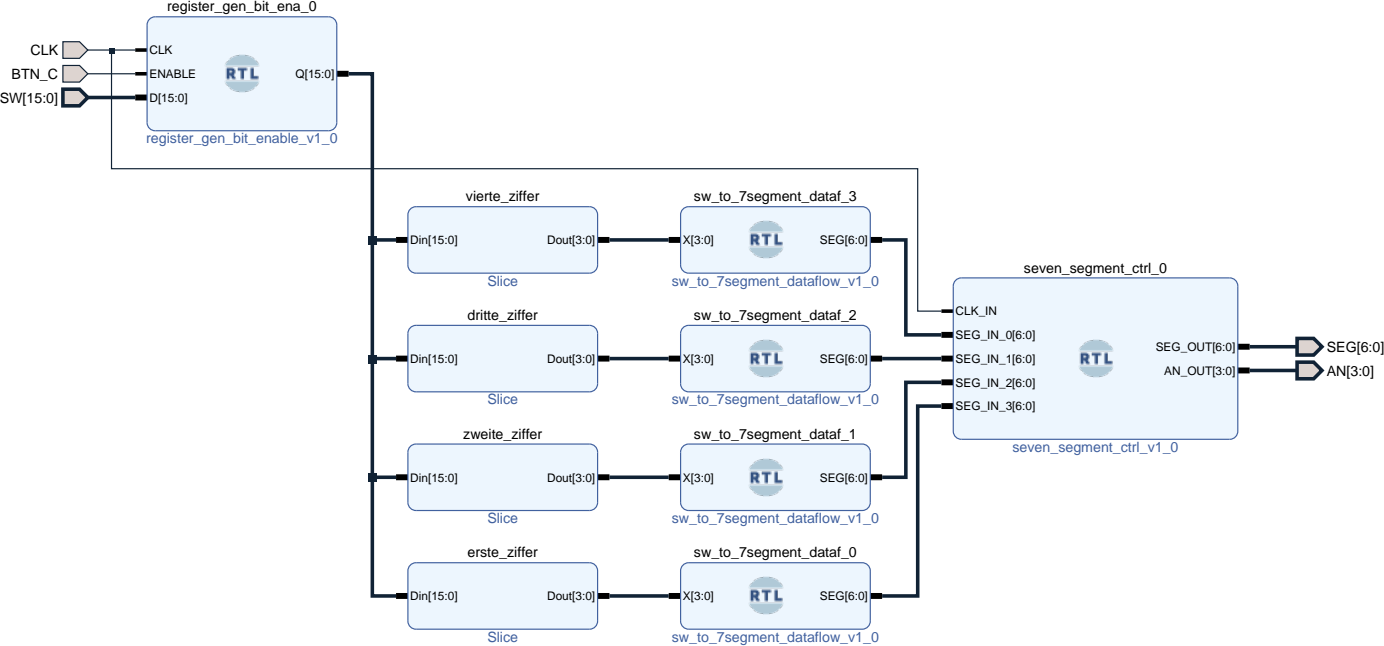 register_gen_bit_ena_0
CLK
CLK
BTN_C
ENABLE
RTL
Q[15:0]
SW[15:0]
D[15:0]
register_gen_bit_enable_v1_0
vierte_ziffer
sw_to_7segment_dataf_3
Din[15:0]
Dout[3:0]
X[3:0]
RTL
SEG[6:0]
Slice
sw_to_7segment_dataflow_v1_0
seven_segment_ctrl_0
CLK_IN
dritte_ziffer
sw_to_7segment_dataf_2
SEG_IN_0[6:0]
SEG_OUT[6:0]
SEG[6:0]
Din[15:0]
Dout[3:0]
X[3:0]
RTL
SEG[6:0]
SEG_IN_1[6:0]
RTL
AN_OUT[3:0]
AN[3:0]
SEG_IN_2[6:0]
Slice
sw_to_7segment_dataflow_v1_0
SEG_IN_3[6:0]
zweite_ziffer
sw_to_7segment_dataf_1
seven_segment_ctrl_v1_0
Din[15:0]
Dout[3:0]
X[3:0]
RTL
SEG[6:0]
Slice
sw_to_7segment_dataflow_v1_0
erste_ziffer
sw_to_7segment_dataf_0
Din[15:0]
Dout[3:0]
X[3:0]
RTL
SEG[6:0]
Slice
sw_to_7segment_dataflow_v1_0